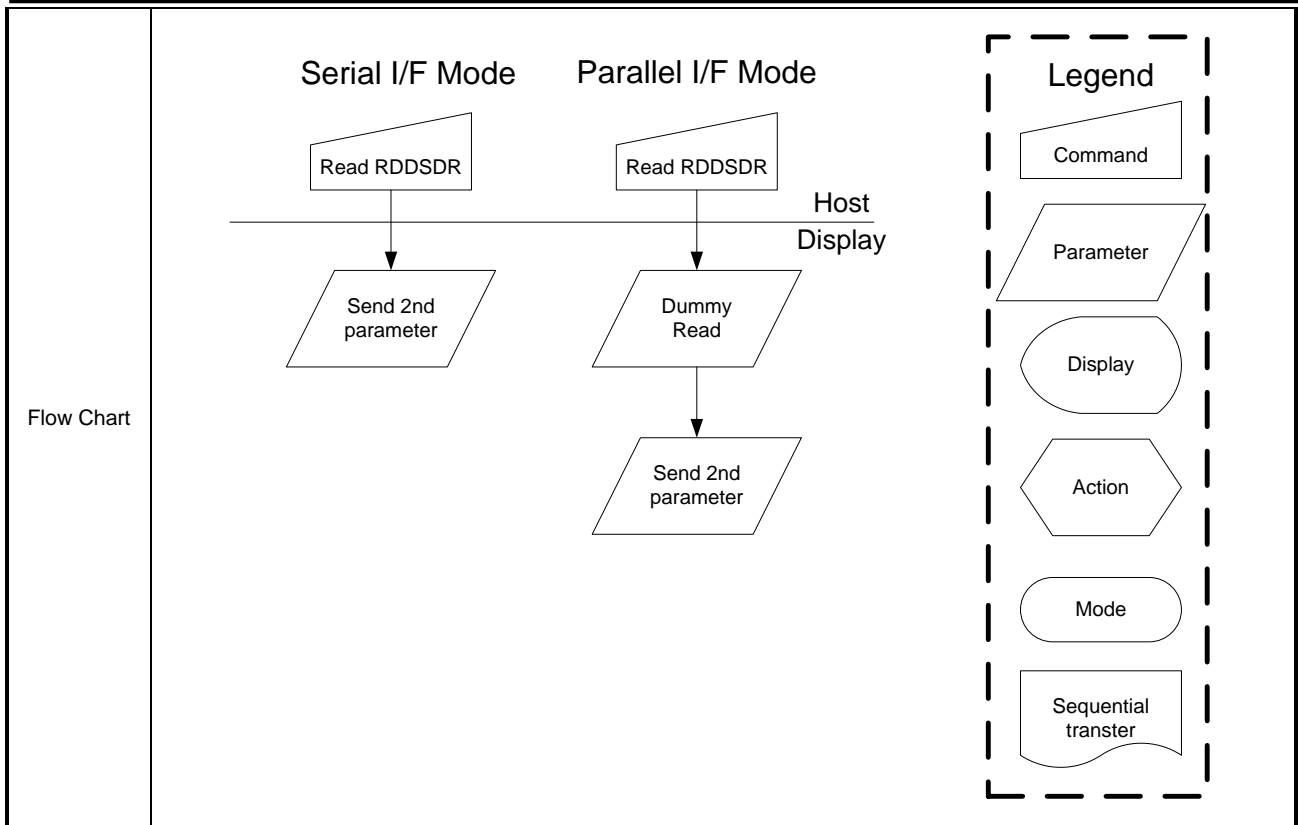 Flow Chart
Serial I/F Mode
Read RDDSDR
Send 2nd
parameter
Parallel I/F Mode
Read RDDSDR
Host
Display
Dummy
Read
Send 2nd
parameter
Legend
Command
Parameter
Display
Action
Mode
Sequential
transter